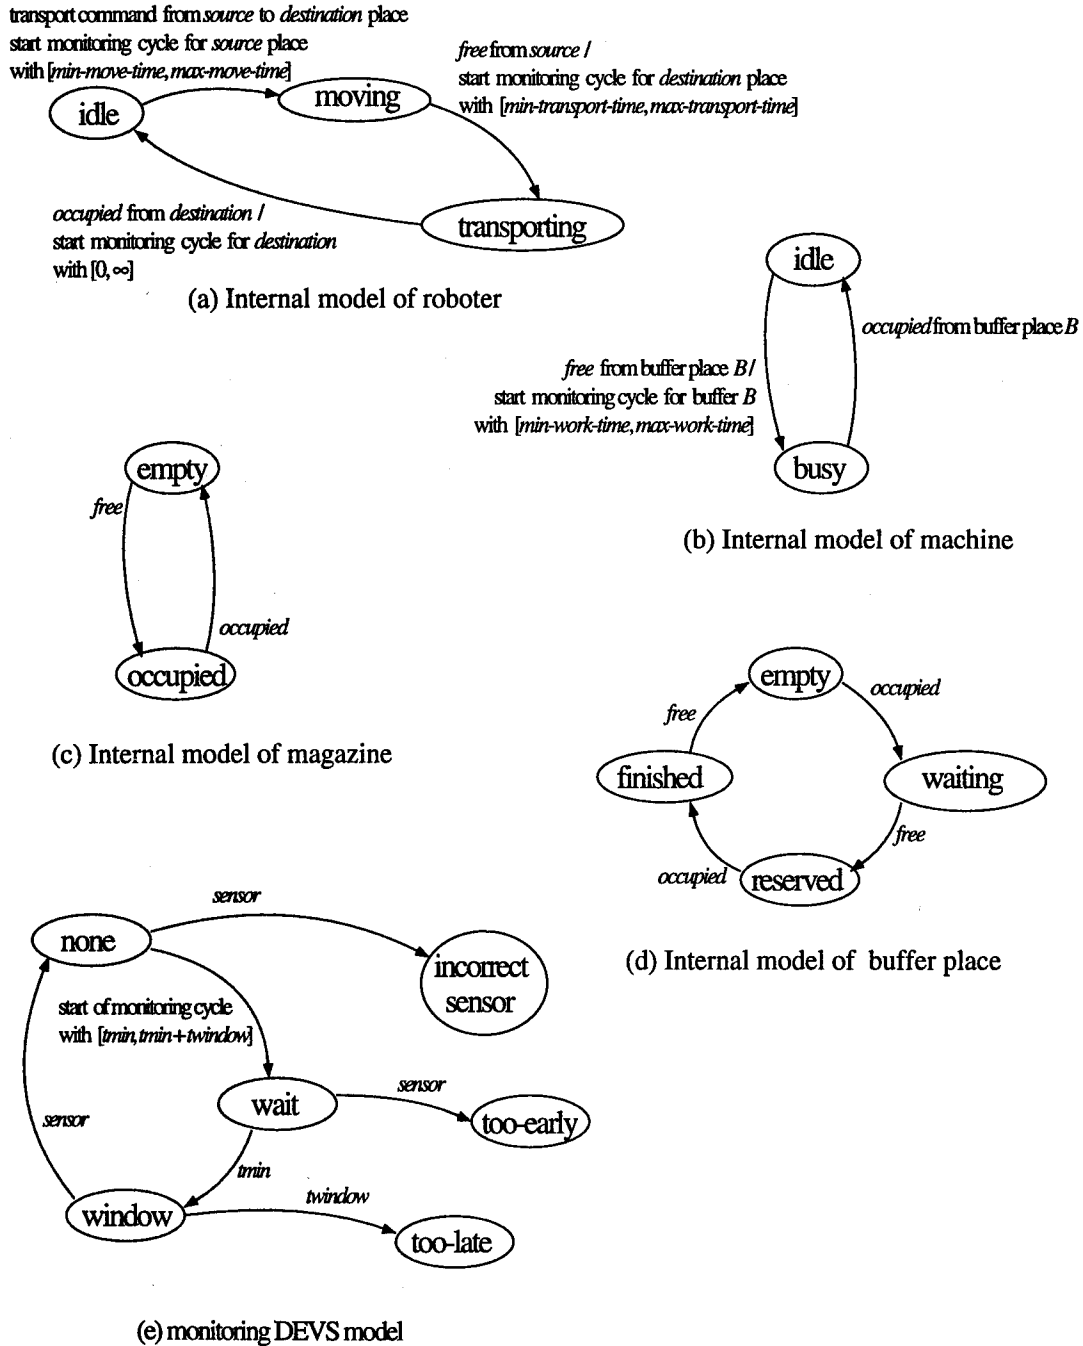 transport command from source to destination place
start monitoring cycle for source place
with [min-move-time, max-move-time]
free from source /
start monitoring cycle for destination place
with [min-transport-time, max-transport-time]
idle
moving
transporting
occupied from destination /
start monitoring cycle for destination
with [0, ∞]
(a) Internal model of roboter
idle
occupied from buffer place B
free from buffer place B /
start monitoring cycle for buffer B
with [min-work-time, max-work-time]
busy
(b) Internal model of machine
empty
free
occupied
occupied
(c) Internal model of magazine
empty
occupied
free
finished
waiting
free
occupied
reserved
(d) Internal model of buffer place
sensor
none
incorrect
sensor
start of monitoring cycle
with [tmin, tmin+twindow]
wait
sensor
too-early
sensor
tmin
window
twindow
too-late
(e) monitoring DEVS model